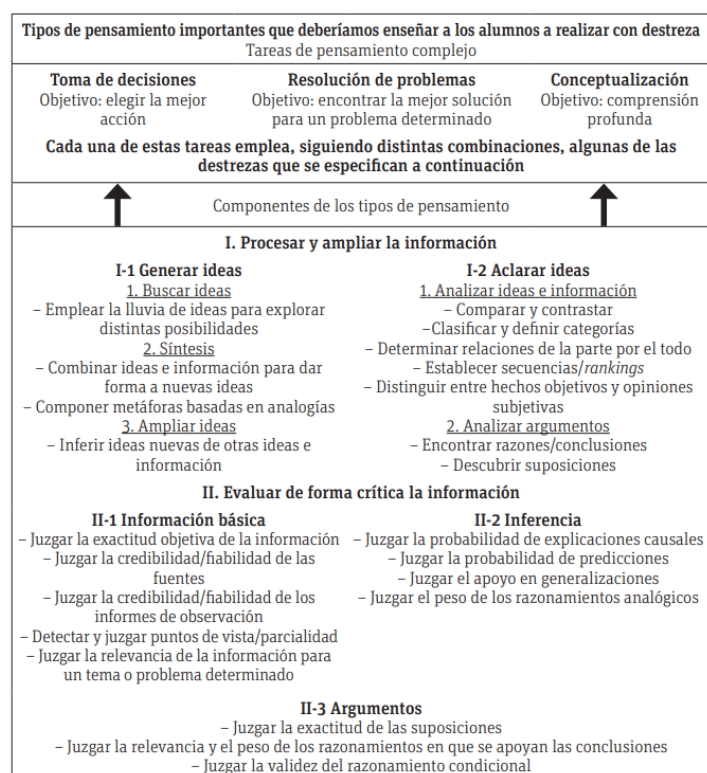 Tipos de pensamiento importantes que deberíamos enseñar a los alumnos a realizar con destreza
Tareas de pensamiento complejo
Toma de decisiones
Objetivo: elegir la mejor
acción
Resolución de problemas
Objetivo: encontrar la mejor solución
para un problema determinado
Conceptualización
Objetivo: comprensión
profunda
Cada una de estas tareas emplea, siguiendo distintas combinaciones, algunas de las
destrezas que se especifican a continuación
Componentes de los tipos de pensamiento
I. Procesar y ampliar la información
I-1 Generar ideas
1. Buscar ideas
– Emplear la lluvia de ideas para explorar
distintas posibilidades
2. Síntesis
– Combinar ideas e información para dar
forma a nuevas ideas
– Componer metáforas basadas en analogías
3. Ampliar ideas
– Inferir ideas nuevas de otras ideas e
información
I-2 Aclarar ideas
1. Analizar ideas e información
– Comparar y contrastar
–Clasificar y definir categorías
– Determinar relaciones de la parte por el todo
– Establecer secuencias/rankings
– Distinguir entre hechos objetivos y opiniones
subjetivas
2. Analizar argumentos
– Encontrar razones/conclusiones
– Descubrir suposiciones
II. Evaluar de forma crítica la información
II-1 Información básica
– Juzgar la exactitud objetiva de la información
– Juzgar la credibilidad/fiabilidad de las
fuentes
– Juzgar la credibilidad/fiabilidad de los
informes de observación
– Detectar y juzgar puntos de vista/parcialidad
– Juzgar la relevancia de la información para
un tema o problema determinado
II-2 Inferencia
– Juzgar la probabilidad de explicaciones causales
– Juzgar la probabilidad de predicciones
– Juzgar el apoyo en generalizaciones
– Juzgar el peso de los razonamientos analógicos
II-3 Argumentos
– Juzgar la exactitud de las suposiciones
– Juzgar la relevancia y el peso de los razonamientos en que se apoyan las conclusiones
– Juzgar la validez del razonamiento condicional